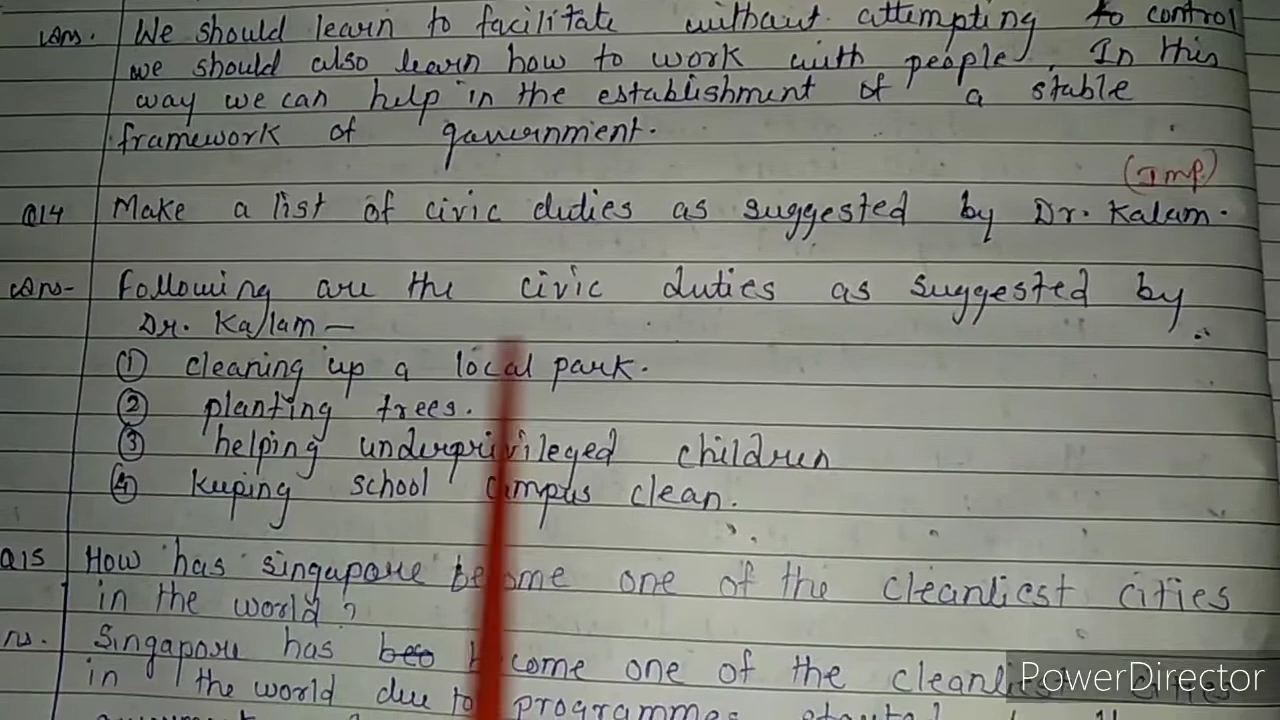 Ans. We should learn to facilitate without attempting to control
we should also learn how to work with people. In this
way we can help in the establishment of a stable
framework of government.
(Imp.)
Q14 Make a list of civic duties as suggested by Dr. Kalam.
Ans- Following are the civic duties as suggested by
Dr. Kalam —
① cleaning up a local park.
② planting trees.
③ helping underprivileged children
④ keeping school campus clean.
Q15 How has singapore become one of the cleanliest cities
in the world?
ns. Singapore has become one of the cleanliest cities
in the world due to programmes
PowerDirector